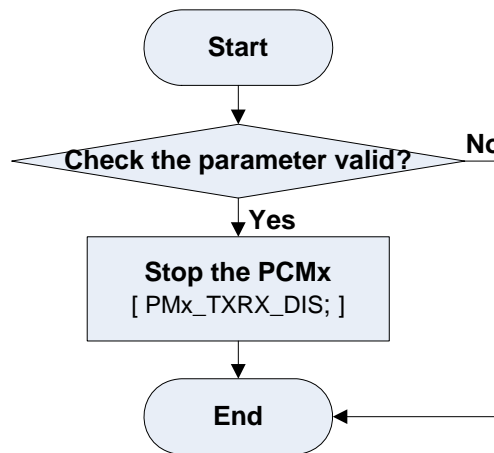 Start
Check the parameter valid?
No
Yes
Stop the PCMx
[ PMx_TXRX_DIS; ]
End